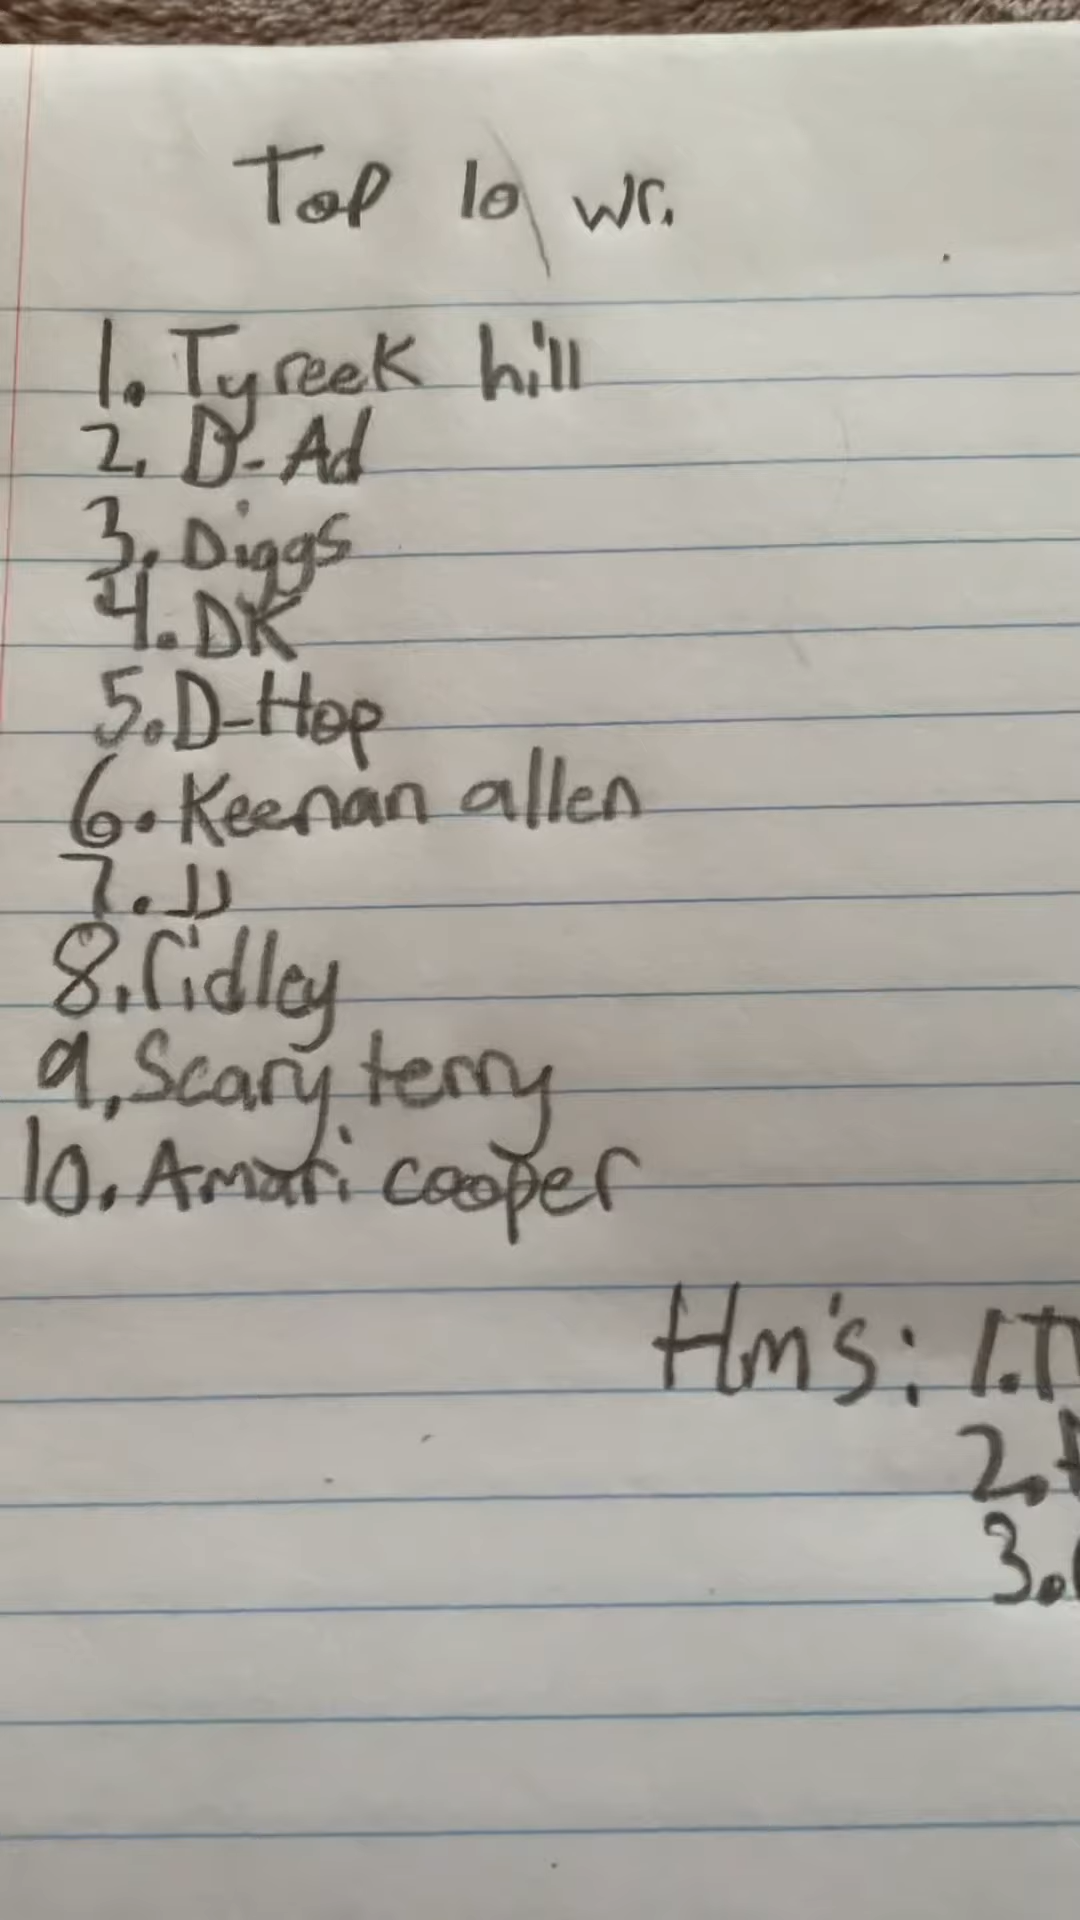 Top 10 wr.
1. Tyreek hill
2. D-Ad
3. Diggs
4. DK
5. D-Hop
6. Keenan allen
7. JJ
8. ridley
9. Scary terry
10. Amari cooper
Hm's: 1. T
2.
3.